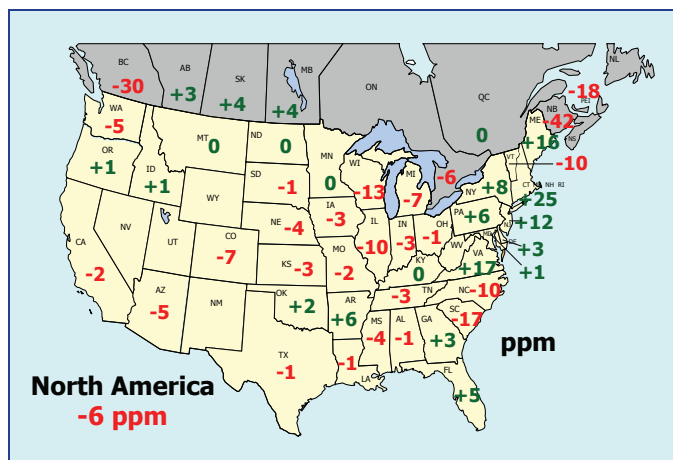 NL
BC
-30
AB
+3
SK
+4
MB
+4
ON
QC
0
-18
PEI
NB
-42
NS
WA
-5
MT
0
ND
0
MN
0
ME
+16
VT
-10
OR
+1
ID
+1
SD
-1
WI
-13
MI
-7
-6
NY
+8
CT MA NH RI
+25
WY
IA
-3
PA
+6
NJ
+12
NV
UT
CO
-7
NE
-4
IL
-10
IN
-3
OH
-1
MD
DE
+3
WV
VA
+17
+1
CA
-2
KS
-3
MO
-2
KY
0
AZ
-5
NM
OK
+2
AR
+6
TN
-3
NC
-10
SC
-17
MS
-4
AL
-1
GA
+3
ppm
TX
-1
-1
LA
FL
+5
North America
-6 ppm